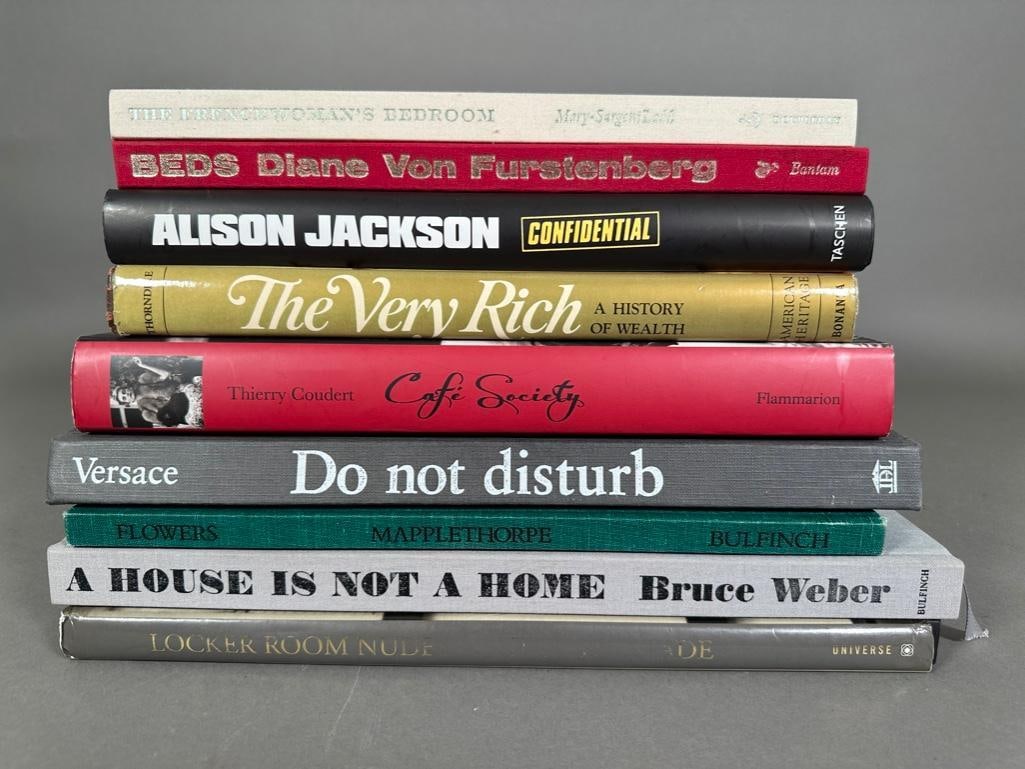 THE FRENCHWOMAN'S BEDROOM Mary-Sargent Ladd
BEDS Diane Von Furstenberg Bantam
ALISON JACKSON CONFIDENTIAL TASCHEN
THORNDIKE The Very Rich A HISTORY OF WEALTH AMERICAN HERITAGE BONANZA
Thierry Coudert Café Society Flammarion
Versace Do not disturb
FLOWERS MAPPLETHORPE BULFINCH
A HOUSE IS NOT A HOME Bruce Weber BULFINCH
LOCKER ROOM NUDE ADE UNIVERSE